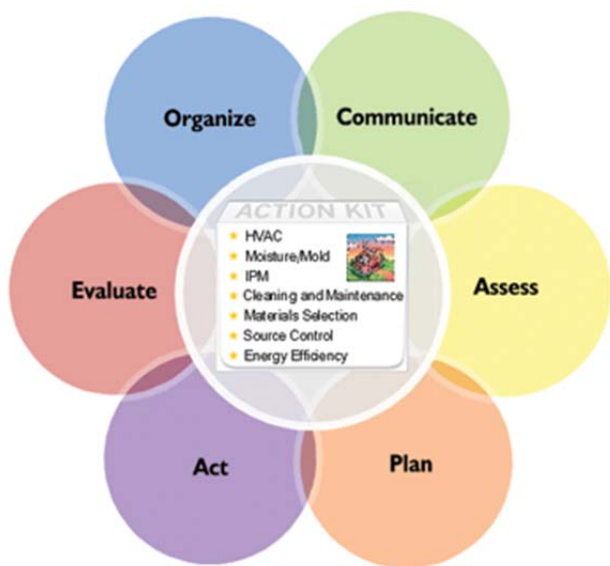 Organize
Communicate
Evaluate
Assess
Act
Plan
ACTION KIT
HVAC
Moisture/Mold
IPM
Cleaning and Maintenance
Materials Selection
Source Control
Energy Efficiency